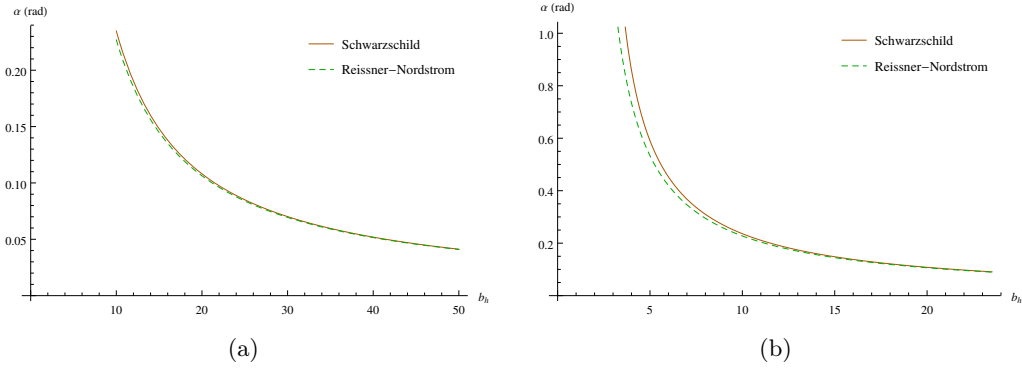 α (rad)
0.20
0.15
0.10
0.05
10
20
30
40
50
b_h
Schwarzschild
Reissner–Nordstrom
(a)
α (rad)
1.0
0.8
0.6
0.4
0.2
5
10
15
20
b_h
Schwarzschild
Reissner–Nordstrom
(b)